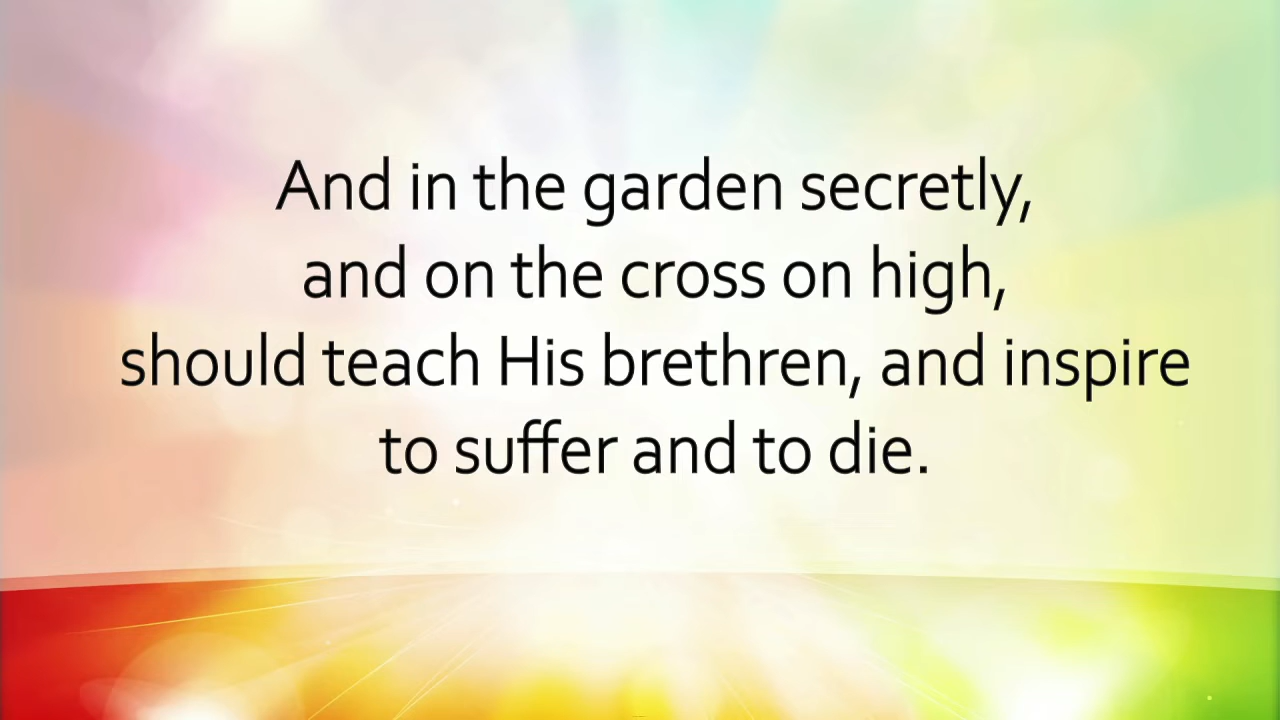 And in the garden secretly,
and on the cross on high,
should teach His brethren, and inspire
to suffer and to die.